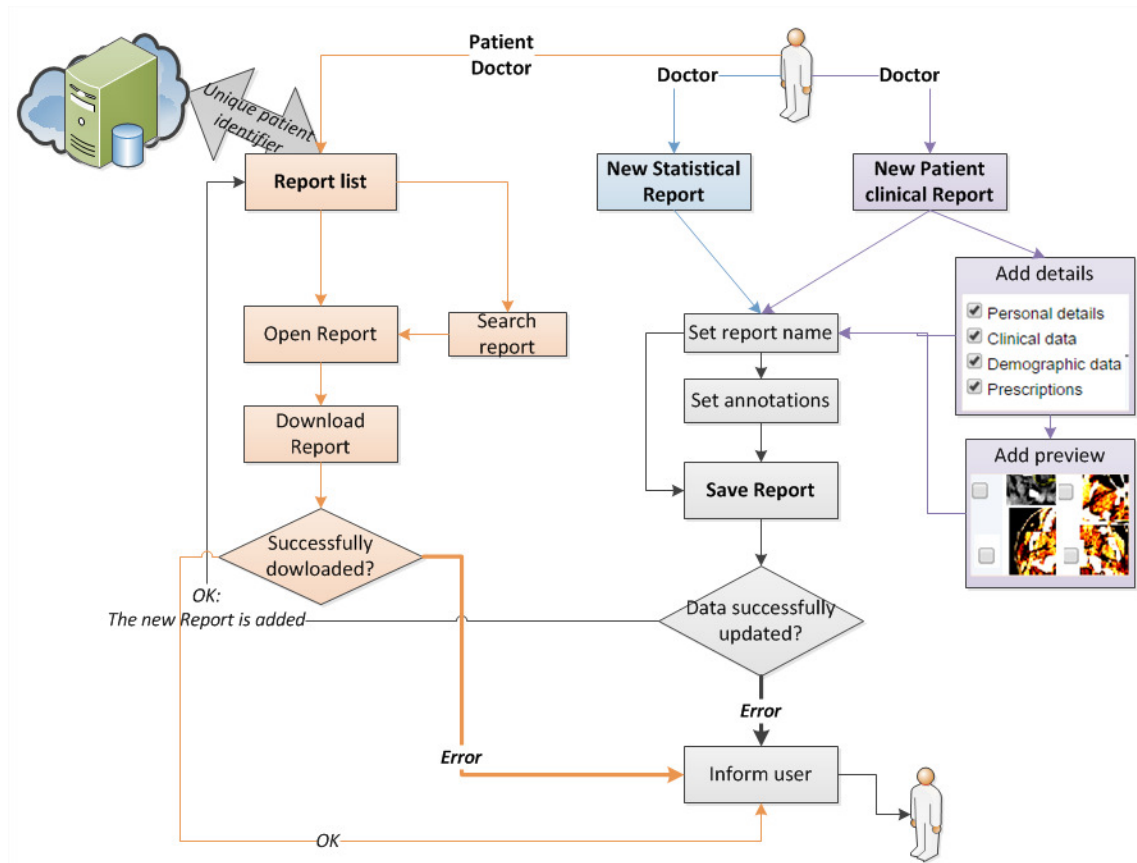 Patient
Doctor
Doctor
Doctor
Unique patient
identifier
Report list
New Statistical
Report
New Patient
clinical Report
Add details
Personal details
Clinical data
Demographic data
Prescriptions
Open Report
Search
report
Set report name
Set annotations
Download
Report
Add preview
Save Report
Successfully
dowloaded?
OK:
The new Report is added
Data successfully
updated?
Error
Error
Inform user
OK